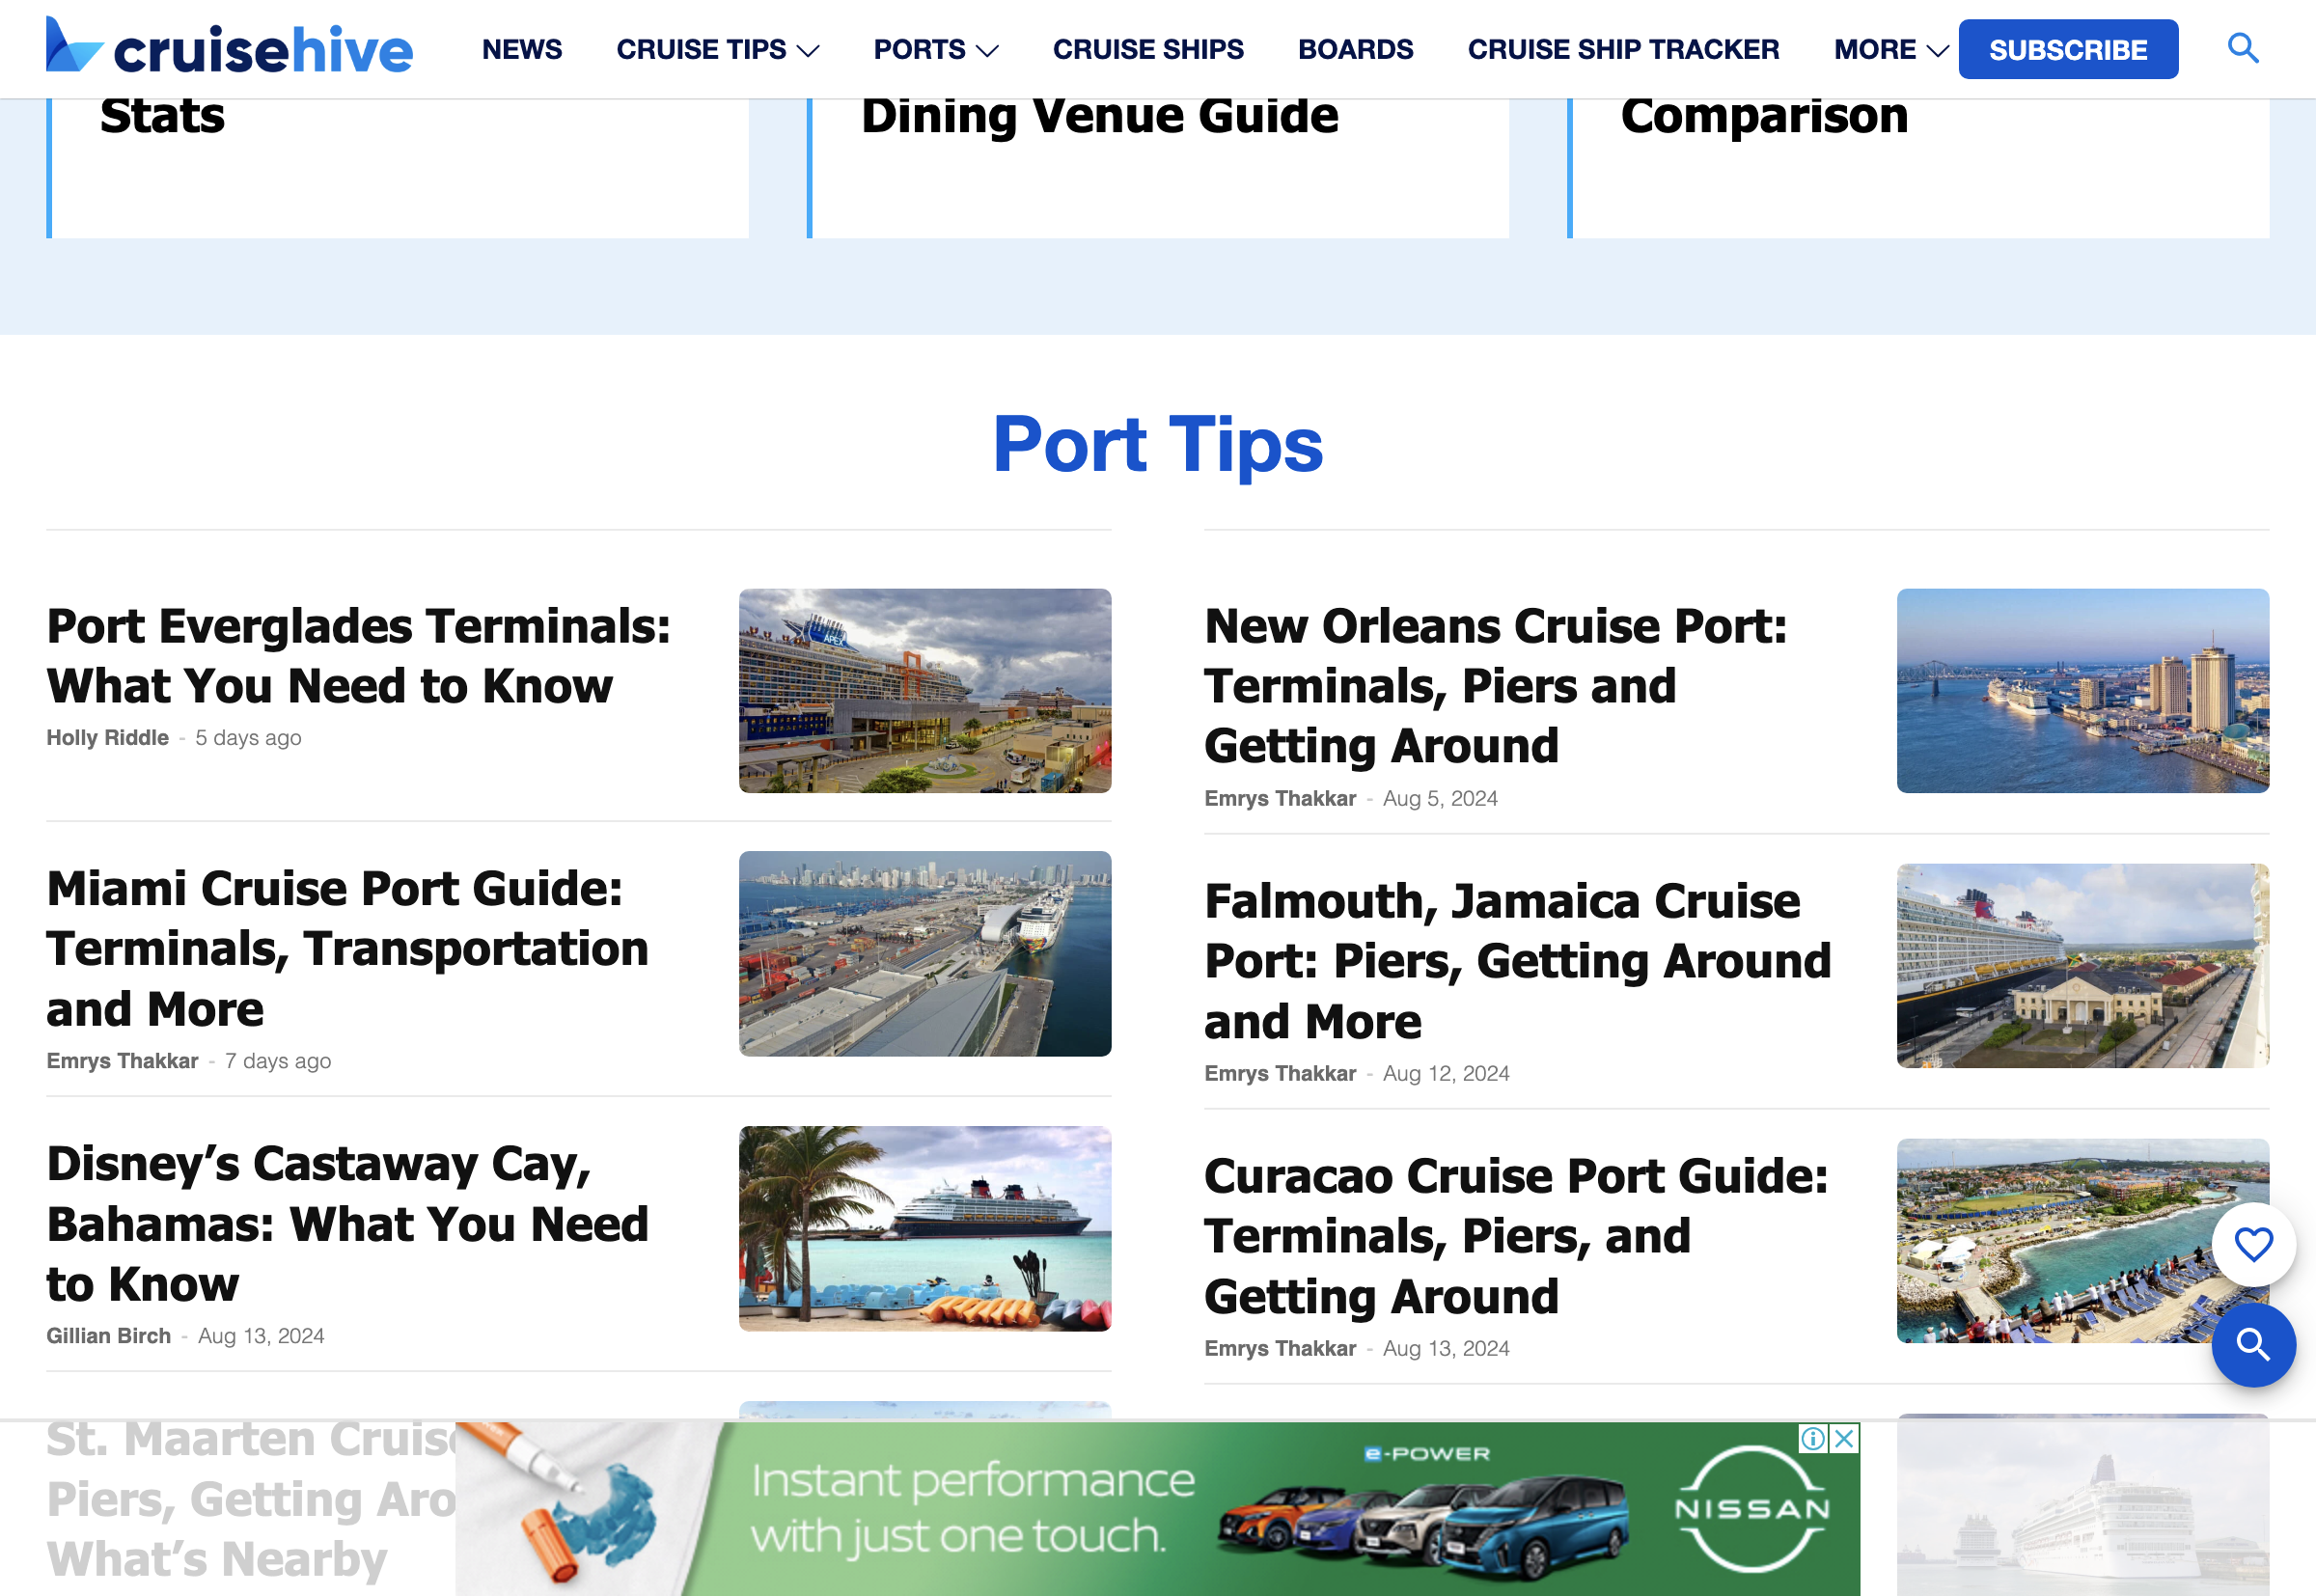 cruisehive NEWS CRUISE TIPS PORTS CRUISE SHIPS BOARDS CRUISE SHIP TRACKER MORE SUBSCRIBE
Stats
Dining Venue Guide
Comparison
Port Tips
Port Everglades Terminals:
What You Need to Know
Holly Riddle - 5 days ago
APEX
Miami Cruise Port Guide:
Terminals, Transportation
and More
Emrys Thakkar - 7 days ago
Disney’s Castaway Cay,
Bahamas: What You Need
to Know
Gillian Birch - Aug 13, 2024
St. Maarten Cruise
Piers, Getting Aro
What’s Nearby
New Orleans Cruise Port:
Terminals, Piers and
Getting Around
Emrys Thakkar - Aug 5, 2024
Falmouth, Jamaica Cruise
Port: Piers, Getting Around
and More
Emrys Thakkar - Aug 12, 2024
Curacao Cruise Port Guide:
Terminals, Piers, and
Getting Around
Emrys Thakkar - Aug 13, 2024
Instant performance
with just one touch.
e-POWER
NISSAN